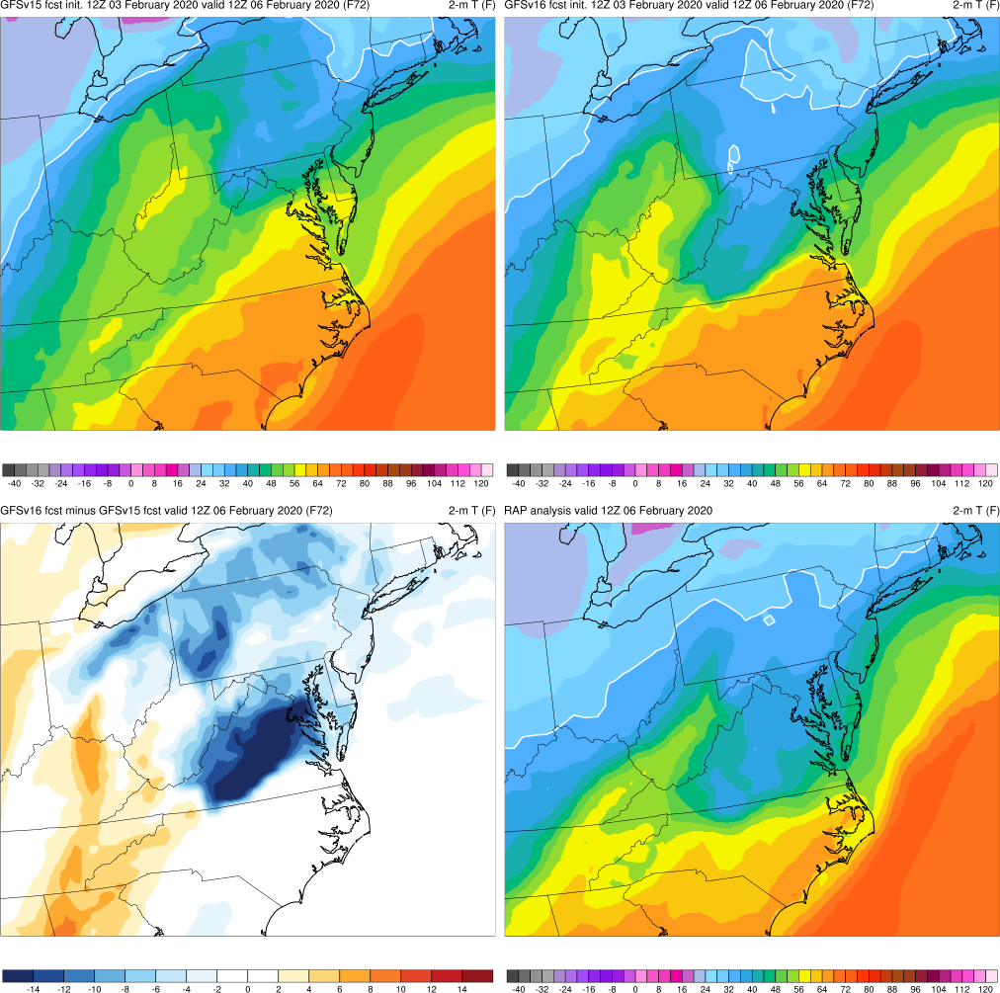 GFSv15 fcst init. 12Z 03 February 2020 valid 12Z 06 February 2020 (F72) 2-m T (F)
GFSv16 fcst init. 12Z 03 February 2020 valid 12Z 06 February 2020 (F72) 2-m T (F)
-40 -32 -24 -16 -8 0 8 16 24 32 40 48 56 64 72 80 88 96 104 112 120
-40 -32 -24 -16 -8 0 8 16 24 32 40 48 56 64 72 80 88 96 104 112 120
GFSv16 fcst minus GFSv15 fcst valid 12Z 06 February 2020 (F72) 2-m T (F)
RAP analysis valid 12Z 06 February 2020 2-m T (F)
-14 -12 -10 -8 -6 -4 -2 0 2 4 6 8 10 12 14
-40 -32 -24 -16 -8 0 8 16 24 32 40 48 56 64 72 80 88 96 104 112 120